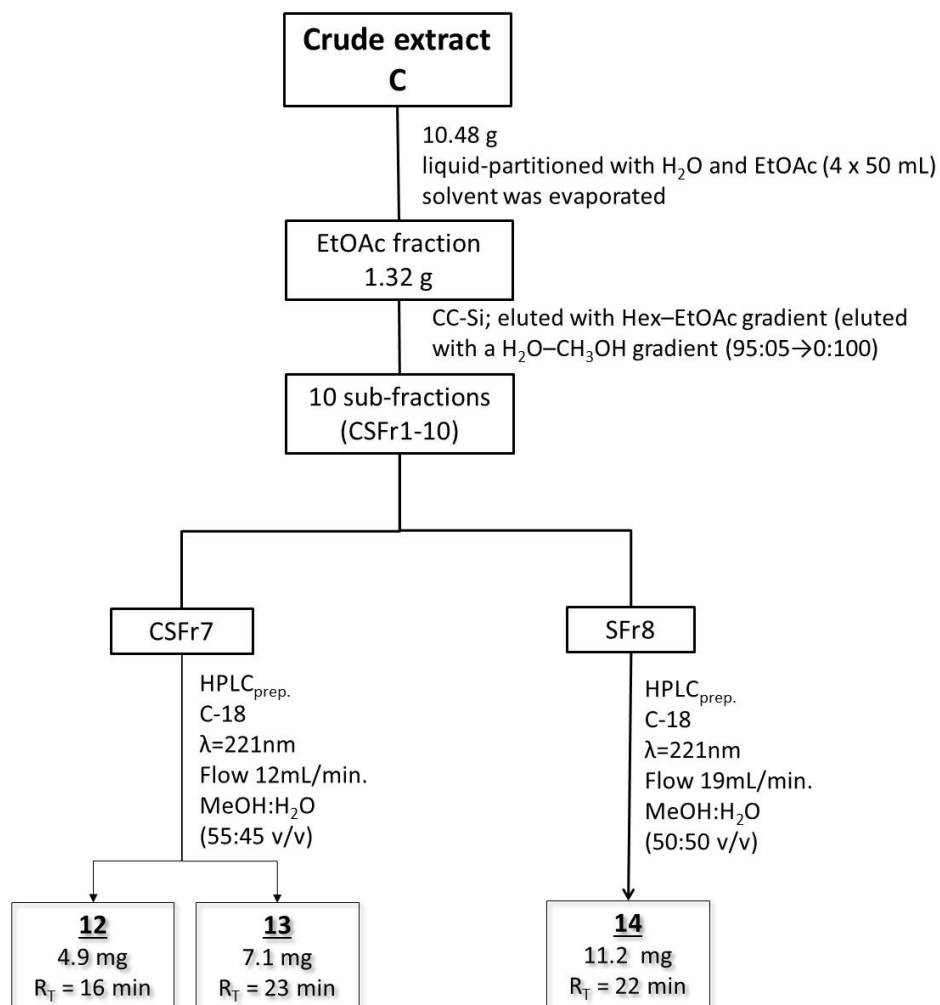 Crude extract
C
10.48 g
liquid-partitioned with H₂O and EtOAc (4 x 50 mL)
solvent was evaporated
EtOAc fraction
1.32 g
CC-Si; eluted with Hex–EtOAc gradient (eluted
with a H₂O–CH₃OH gradient (95:05→0:100)
10 sub-fractions
(CSFr1-10)
CSFr7
HPLCprep.
C-18
λ=221nm
Flow 12mL/min.
MeOH:H₂O
(55:45 v/v)
SFr8
HPLCprep.
C-18
λ=221nm
Flow 19mL/min.
MeOH:H₂O
(50:50 v/v)
12
4.9 mg
R_T = 16 min
13
7.1 mg
R_T = 23 min
14
11.2 mg
R_T = 22 min